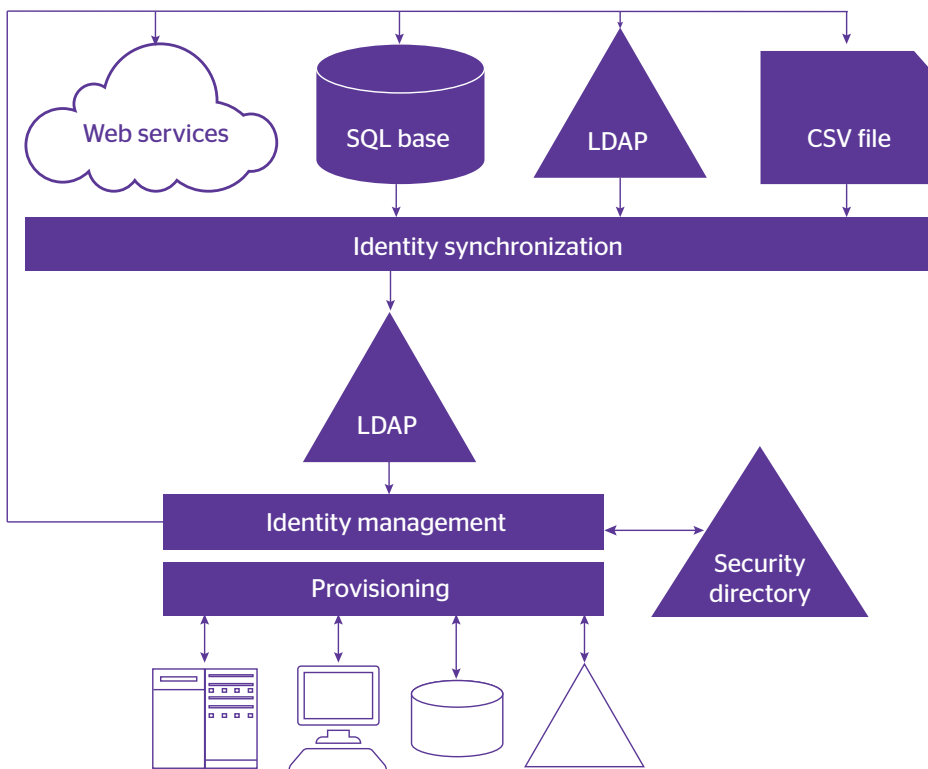 Web services
SQL base
LDAP
CSV file
Identity synchronization
LDAP
Identity management
Security
directory
Provisioning